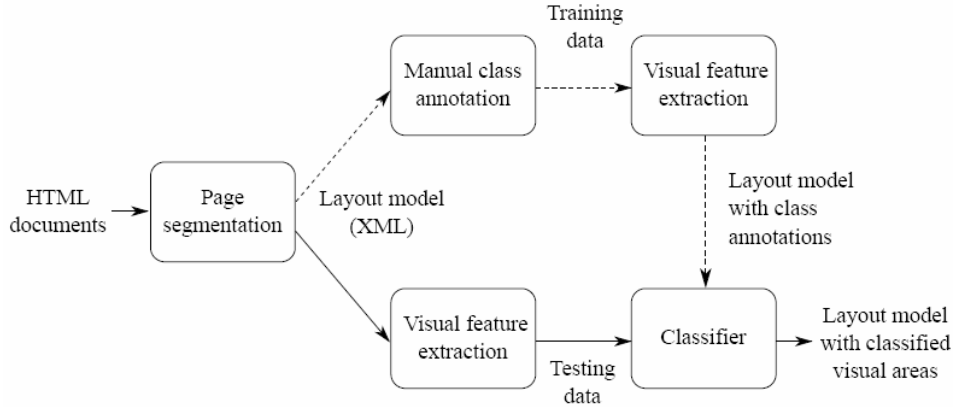 HTML
documents
Page
segmentation
Layout model
(XML)
Manual class
annotation
Training
data
Visual feature
extraction
Layout model
with class
annotations
Visual feature
extraction
Testing
data
Classifier
Layout model
with classified
visual areas